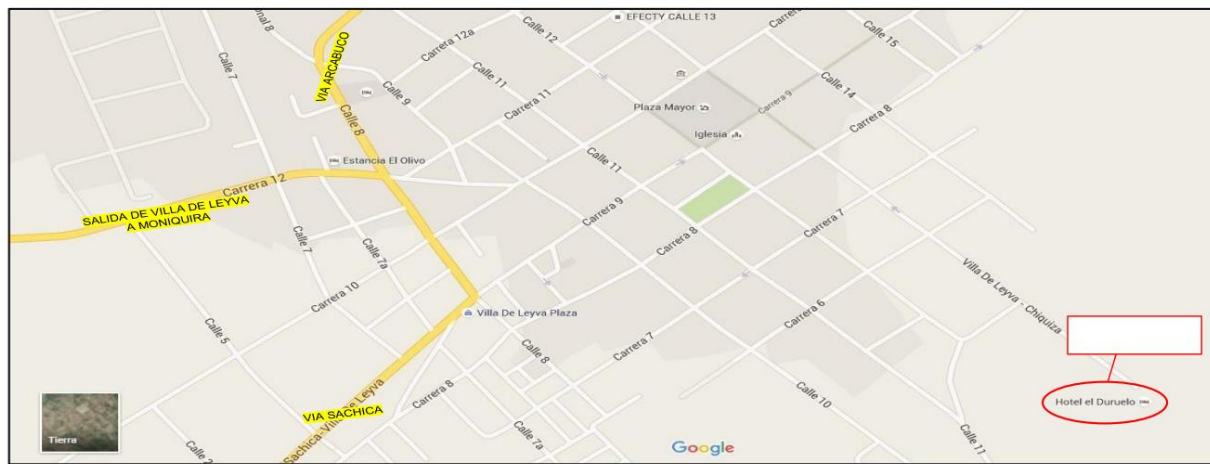 EFECTY CALLE 13
Calle 12
Calle 15
Carrera 12a
Calle 7
VIA ARCABUCO
Calle 11
Calle 9
Carrera 11
Calle 8
Plaza Mayor
Carrera 9
Calle 14
Carrera 8
Iglesia
Estancia El Olivo
Calle 11
Carrera 12
SALIDA DE VILLA DE LEYVA
A MONIQUIRA
Carrera 9
Carrera 7
Calle 7
Calle 7a
Carrera 8
Carrera 10
Villa De Leyva - Chiquiza
Villa De Leyva Plaza
Carrera 6
Calle 5
Calle 8
Carrera 7
Calle 10
Carrera 8
Hotel el Duruelo
VIA SACHICA
Tierra
Calle 7a
Calle 11
Google